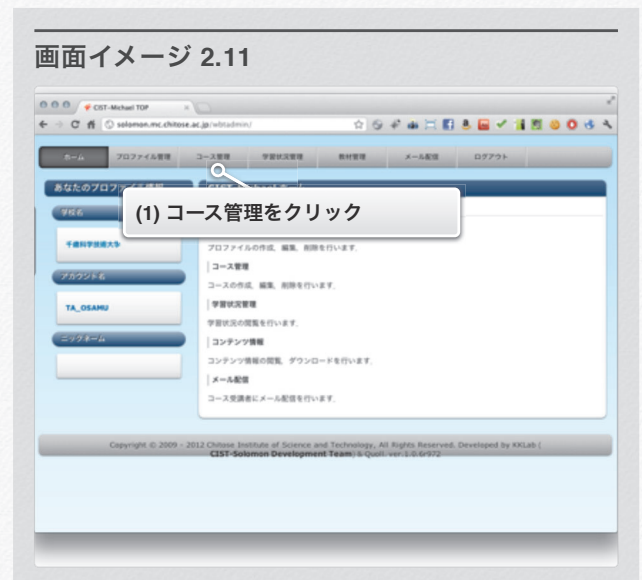 画面イメージ 2.11
CIST-Michael TOP
solomon.mc.chitose.ac.jp/wbtadmin/
ホーム プロファイル管理 コース管理 学習状況管理 教材管理 メール配信 ログアウト
あなたのプロファイル情報
(1) コース管理をクリック
学校名
千歳科学技術大学
アカウント名
TA_OSAMU
ニックネーム
プロファイルの作成、編集、削除を行います.
コース管理
コースの作成、編集、削除を行います.
学習状況管理
学習状況の閲覧を行います.
コンテンツ情報
コンテンツ情報の閲覧、ダウンロードを行います.
メール配信
コース受講者にメール配信を行います.
Copyright © 2009 - 2012 Chitose Institute of Science and Technology, All Rights Reserved. Developed by KKLab (
CIST-Solomon Development Team) & Quoll. ver.1.0.6r972